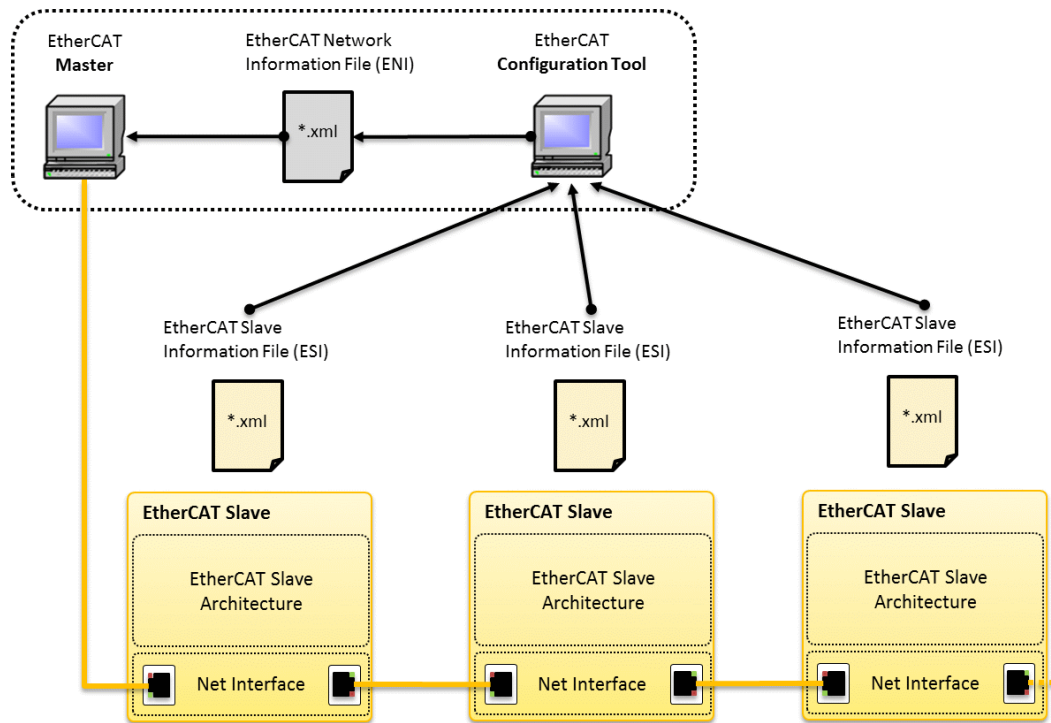 EtherCAT
Master
EtherCAT Network
Information File (ENI)
EtherCAT
Configuration Tool
*.xml
EtherCAT Slave
Information File (ESI)
EtherCAT Slave
Information File (ESI)
EtherCAT Slave
Information File (ESI)
*.xml
*.xml
*.xml
EtherCAT Slave
EtherCAT Slave
Architecture
Net Interface
EtherCAT Slave
EtherCAT Slave
Architecture
Net Interface
EtherCAT Slave
EtherCAT Slave
Architecture
Net Interface